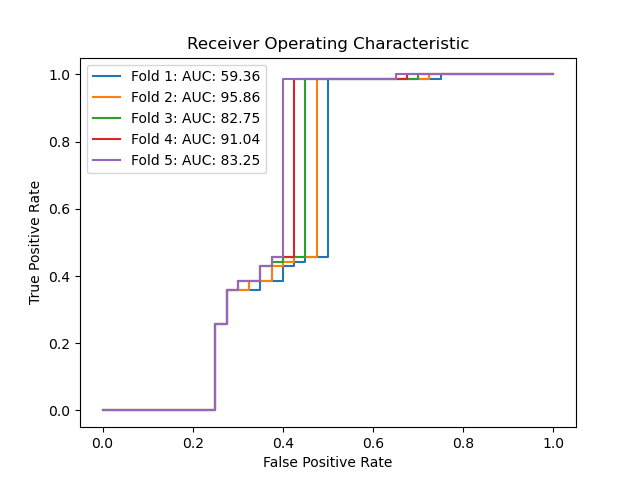 Receiver Operating Characteristic
Fold 1: AUC: 59.36
Fold 2: AUC: 95.86
Fold 3: AUC: 82.75
Fold 4: AUC: 91.04
Fold 5: AUC: 83.25
True Positive Rate
1.0
0.8
0.6
0.4
0.2
0.0
0.0 0.2 0.4 0.6 0.8 1.0
False Positive Rate